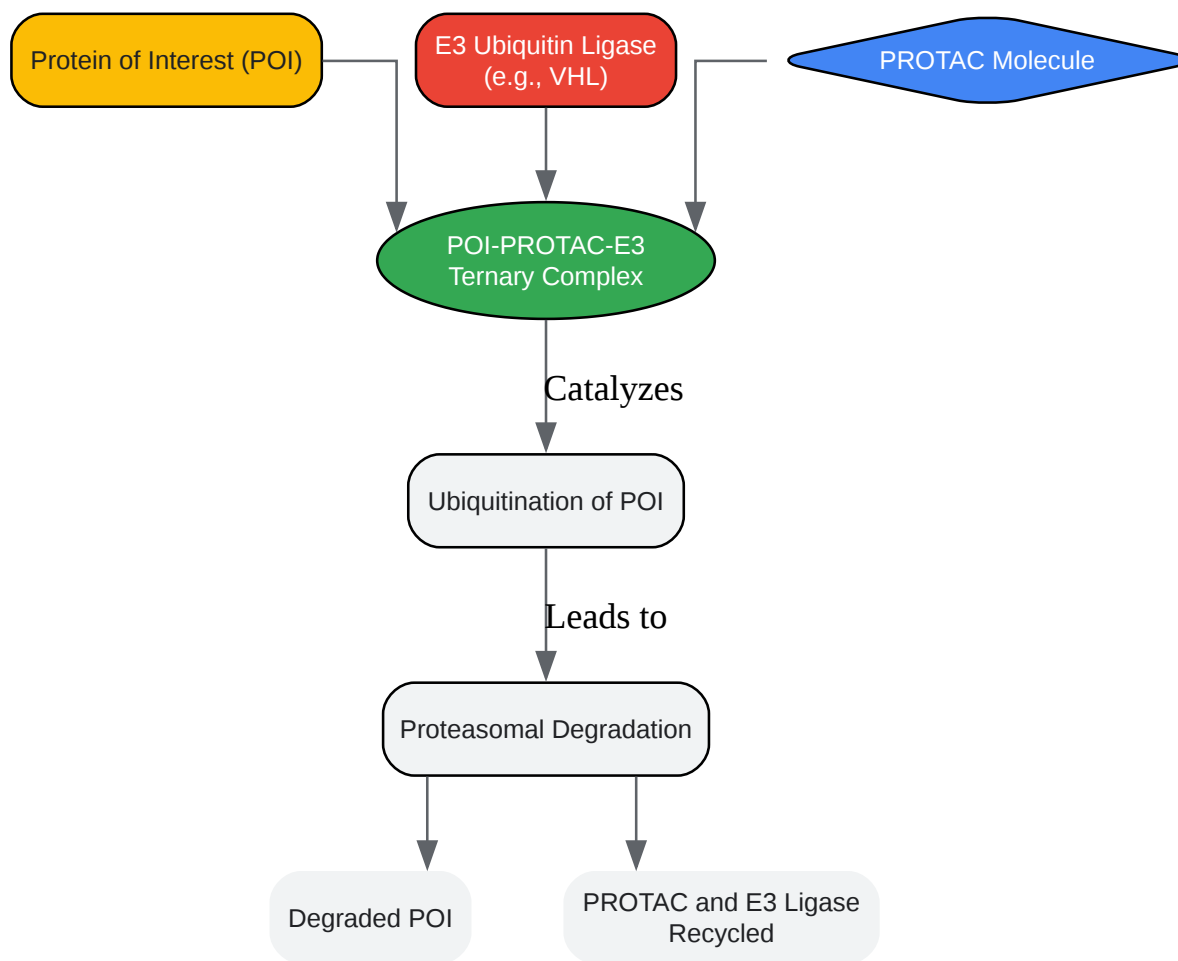 Protein of Interest (POI)
E3 Ubiquitin Ligase
(e.g., VHL)
PROTAC Molecule
POI-PROTAC-E3
Ternary Complex
Catalyzes
Ubiquitination of POI
Leads to
Proteasomal Degradation
Degraded POI
PROTAC and E3 Ligase
Recycled